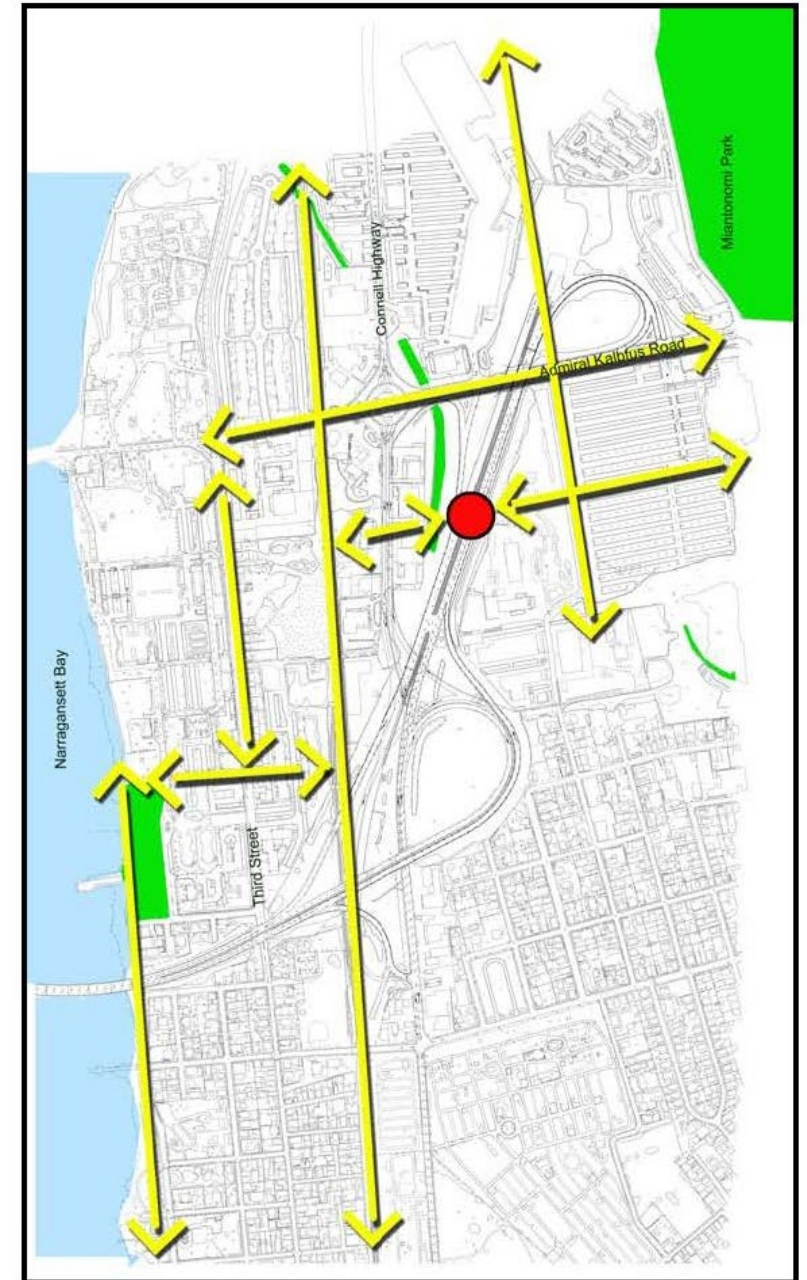 Miantonomi Park
Connell Highway
Admiral Kalbfus Road
Narragansett Bay
Third Street